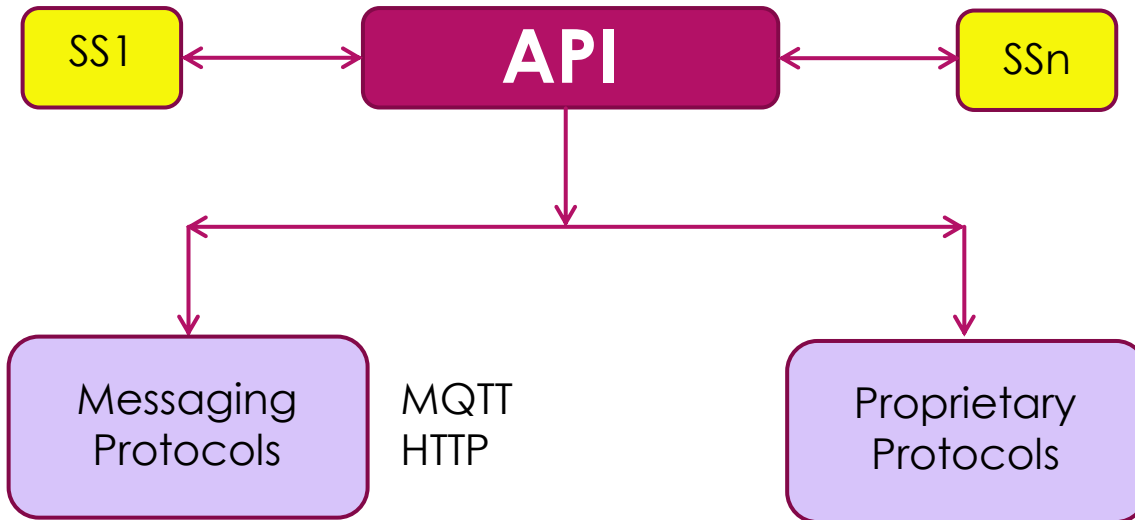 SS1
API
SSn
Messaging
Protocols
MQTT
HTTP
Proprietary
Protocols